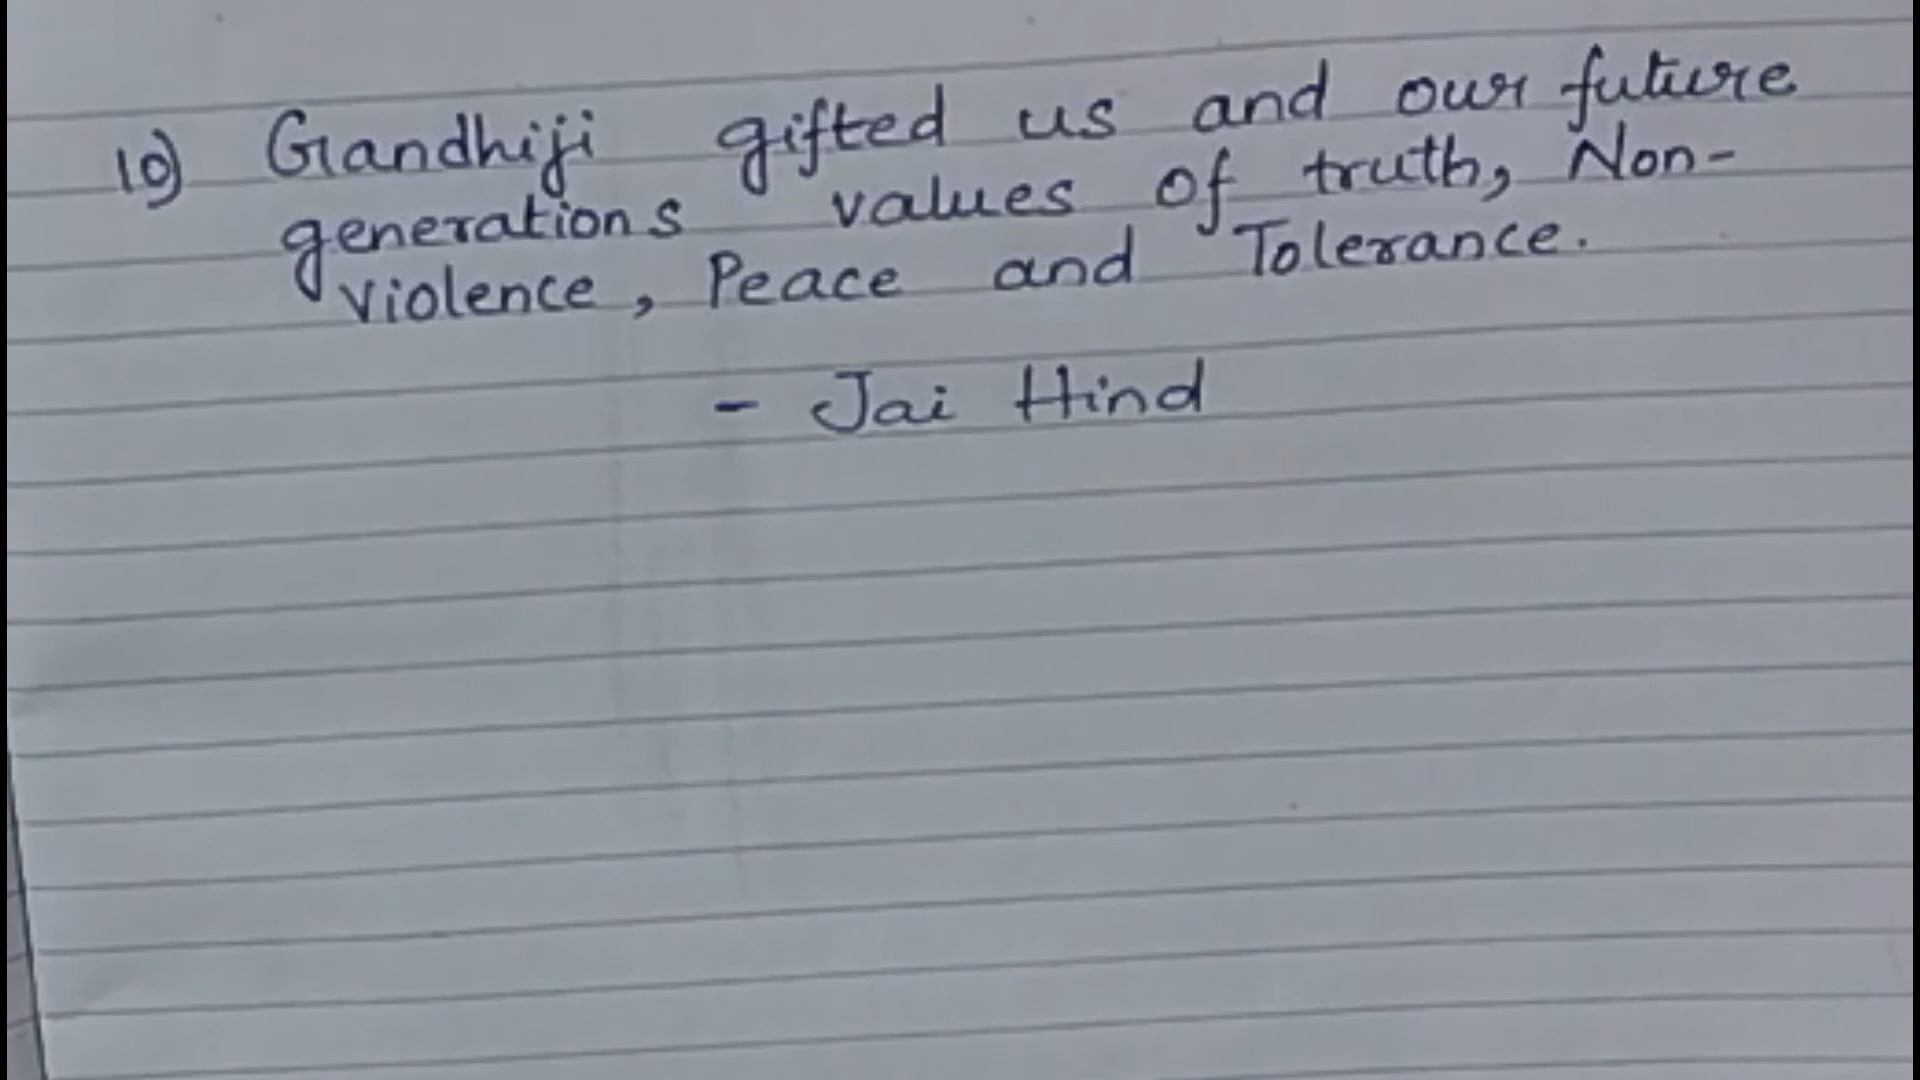 10) Gandhiji gifted us and our future
generations values of truth, Non-
violence, Peace and Tolerance.
- Jai Hind